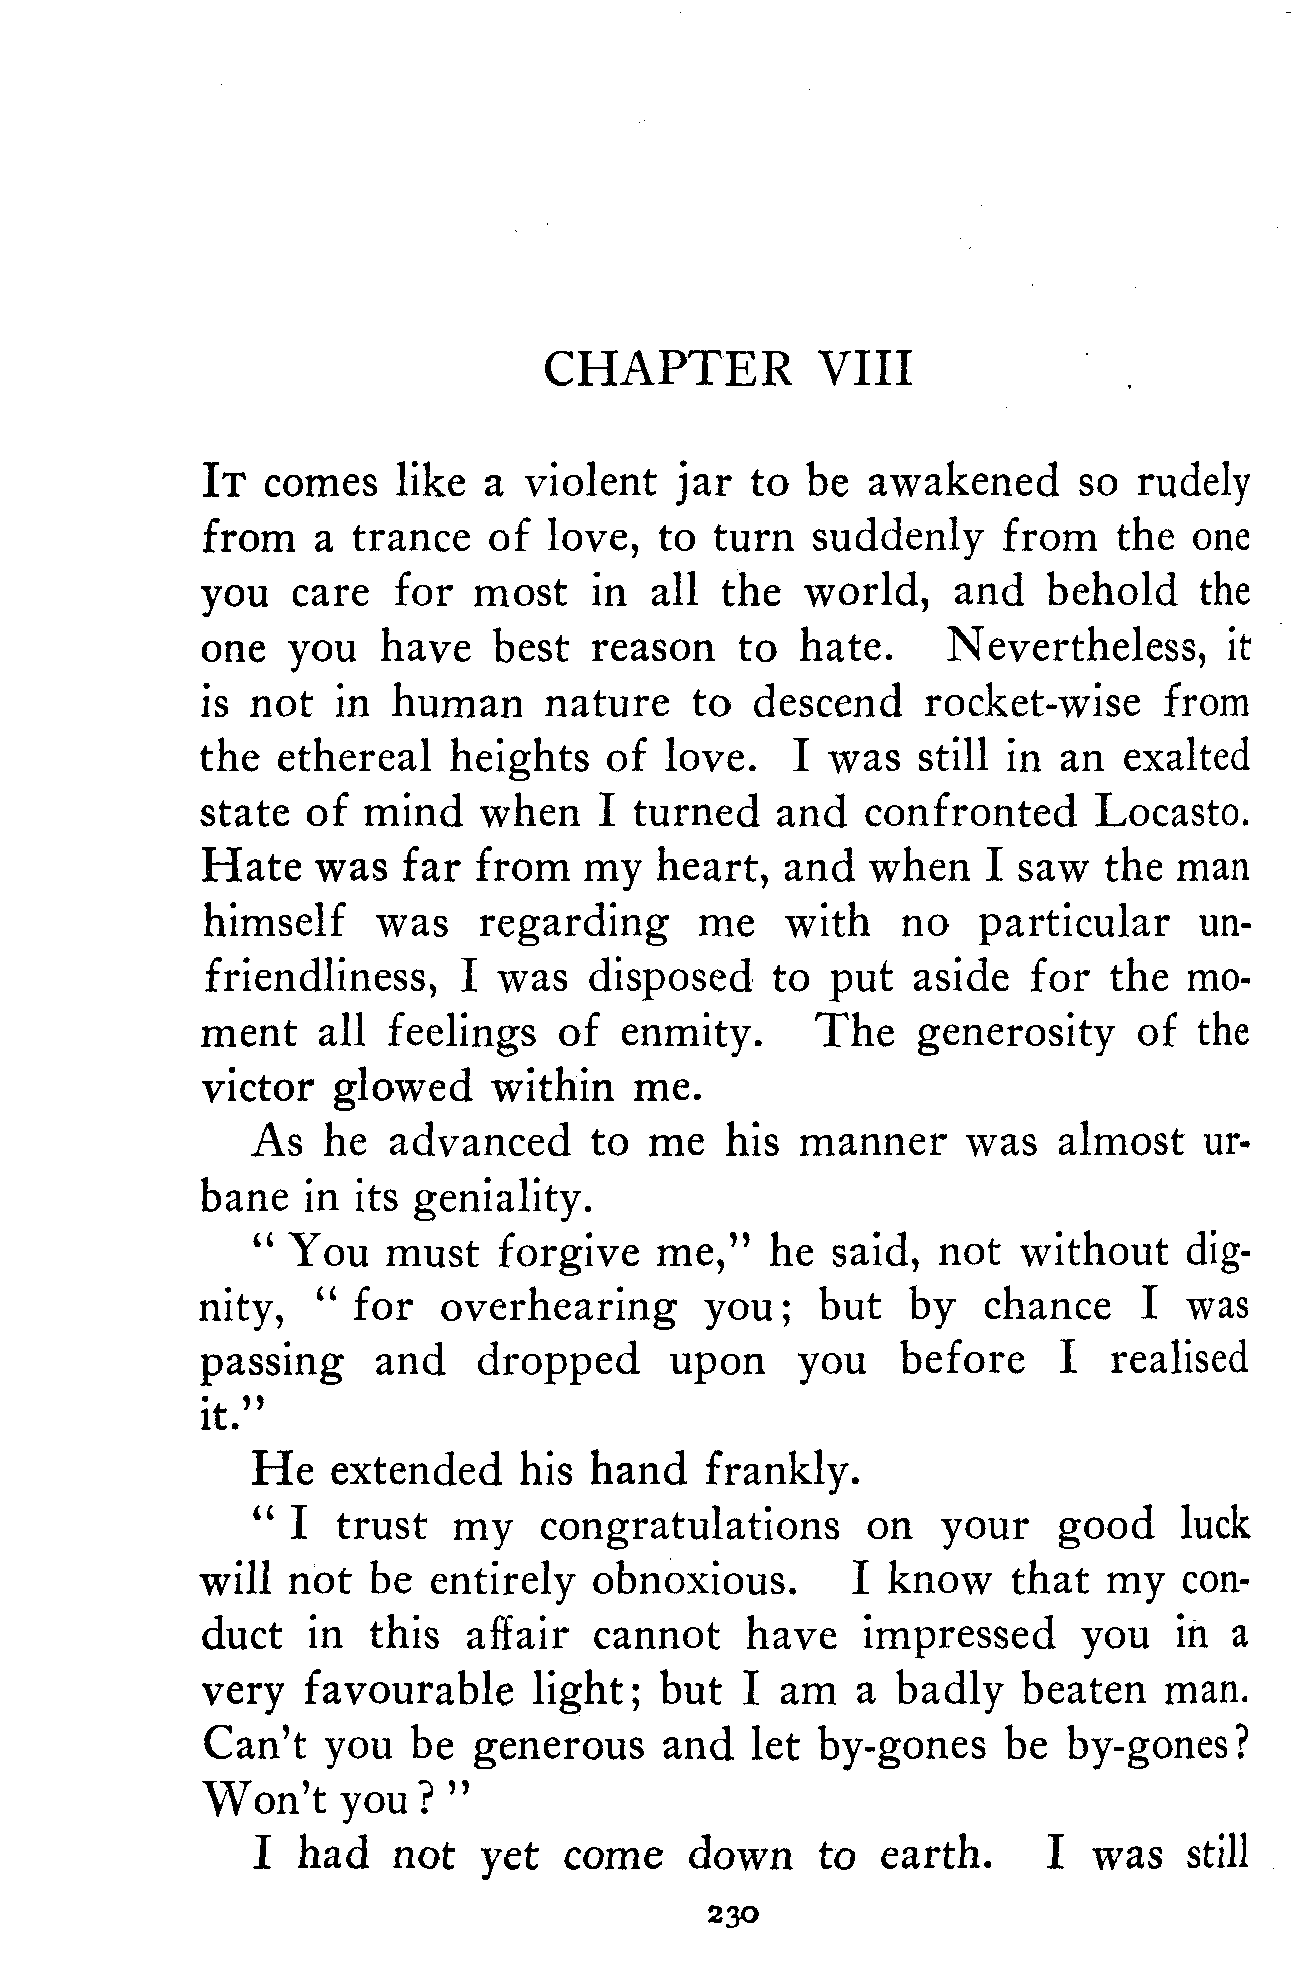 CHAPTER VIII
It comes like a violent jar to be awakened so rudely
from a trance of love, to turn suddenly from the one
you care for most in all the world, and behold the
one you have best reason to hate. Nevertheless, it
is not in human nature to descend rocket-wise from
the ethereal heights of love. I was still in an exalted
state of mind when I turned and confronted Locasto.
Hate was far from my heart, and when I saw the man
himself was regarding me with no particular un-
friendliness, I was disposed to put aside for the mo-
ment all feelings of enmity. The generosity of the
victor glowed within me.
As he advanced to me his manner was almost ur-
bane in its geniality.
" You must forgive me," he said, not without dig-
nity, " for overhearing you; but by chance I was
passing and dropped upon you before I realised
it."
He extended his hand frankly.
" I trust my congratulations on your good luck
will not be entirely obnoxious. I know that my con-
duct in this affair cannot have impressed you in a
very favourable light; but I am a badly beaten man.
Can't you be generous and let by-gones be by-gones?
Won't you? "
I had not yet come down to earth. I was still
230